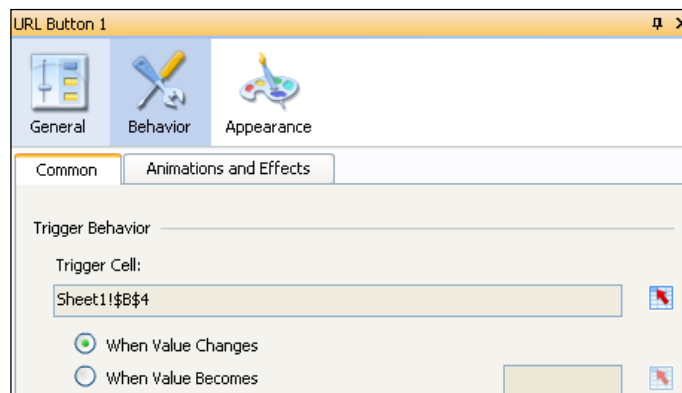 URL Button 1
General Behavior Appearance
Common Animations and Effects
Trigger Behavior
Trigger Cell:
Sheet1!$B$4
When Value Changes
When Value Becomes